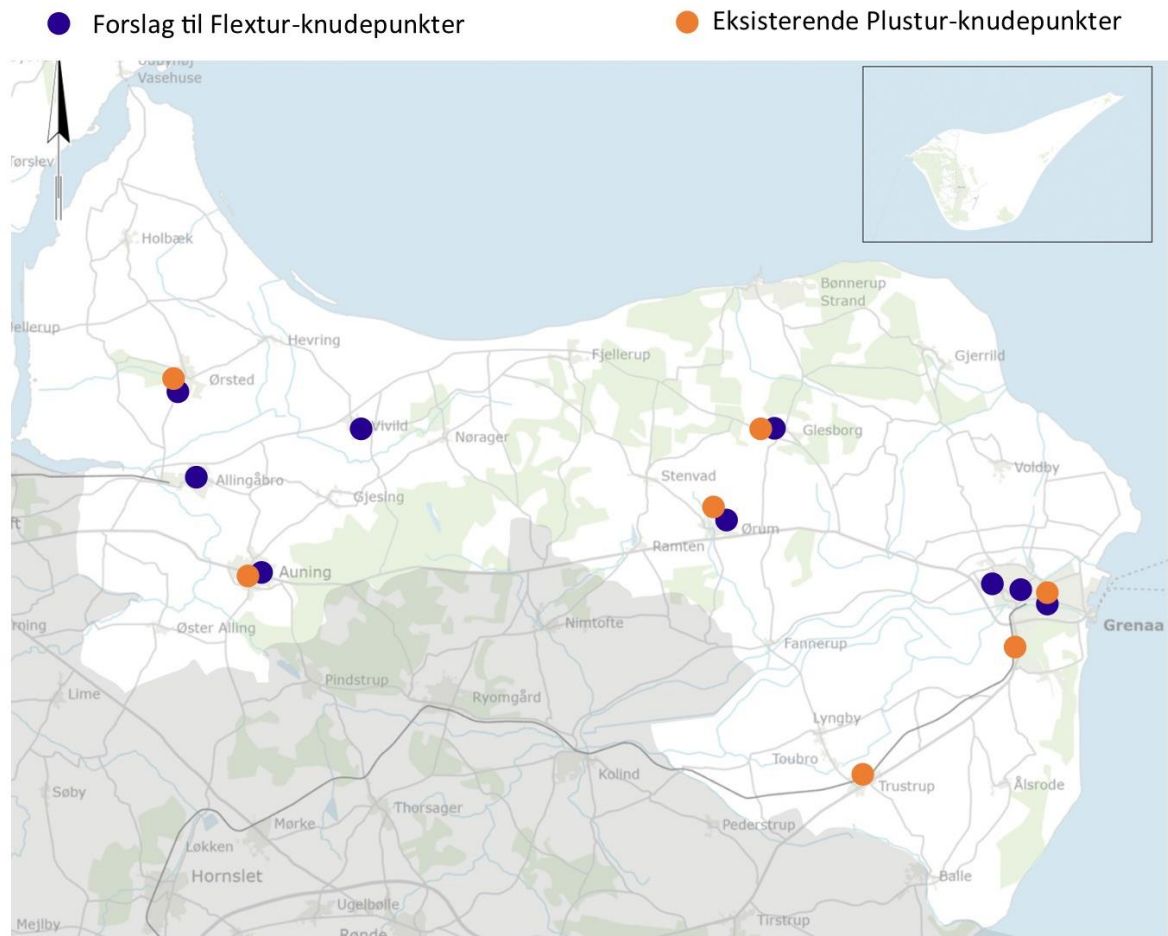 Forslag til Flextur-knudepunkter
Eksisterende Plustur-knudepunkter
Vasehuse
Tørslev
Holbæk
Bønnerup
Strand
Hevring
Fjellerup
Gjerrild
Ørsted
Vivild
Nørager
Glesborg
Allingåbro
Gjesing
Stenvad
Voldby
Ørum
Ramten
Auning
Øster Alling
Nimtofte
Grenaa
Fannerup
Pindstrup
Ryomgård
Lime
Lyngby
Toubro
Kolind
Trustrup
Ålsrode
Søby
Thorsager
Mørke
Pederstrup
Løkken
Hornslet
Balle
Ugelbølle
Mejlby
Tirstrup
Rønde